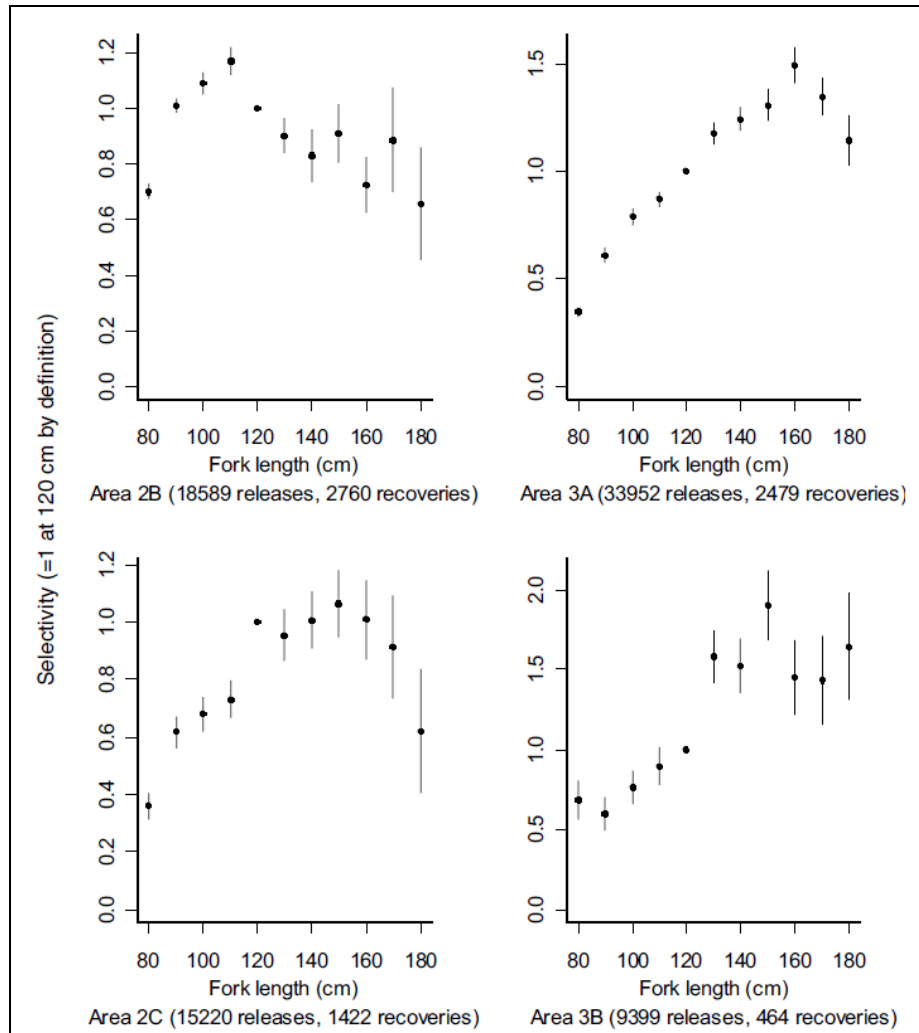 Selectivity (=1 at 120 cm by definition)
0.0 0.2 0.4 0.6 0.8 1.0 1.2
80 100 120 140 160 180
Fork length (cm)
Area 2B (18589 releases, 2760 recoveries)
0.0 0.5 1.0 1.5
80 100 120 140 160 180
Fork length (cm)
Area 3A (33952 releases, 2479 recoveries)
0.0 0.2 0.4 0.6 0.8 1.0 1.2
80 100 120 140 160 180
Fork length (cm)
Area 2C (15220 releases, 1422 recoveries)
0.0 0.5 1.0 1.5 2.0
80 100 120 140 160 180
Fork length (cm)
Area 3B (9399 releases, 464 recoveries)